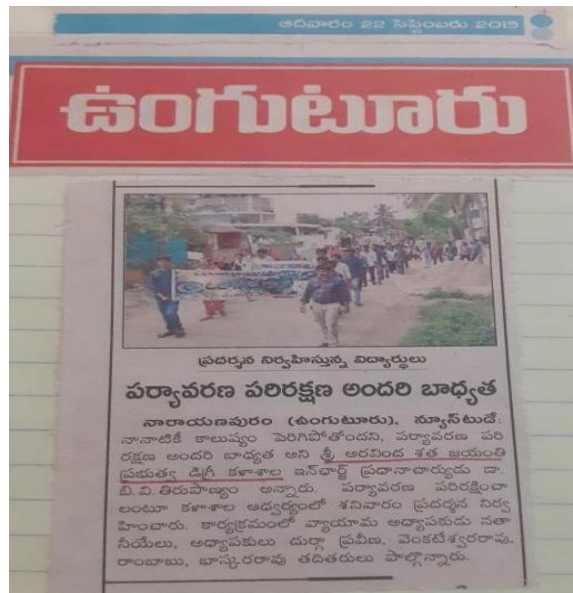 ఆదివారం 22 సెప్టెంబరు 2019
ఉంగుటూరు
ప్రదర్శన నిర్వహిస్తున్న విద్యార్థులు
పర్యావరణ పరిరక్షణ అందరి బాధ్యత
నారాయణపురం (ఉంగుటూరు), న్యూస్‌టుడే:
నానాటికీ కాలుష్యం పెరిగిపోతోందని, పర్యావరణ పరి
రక్షణ అందరి బాధ్యత అని శ్రీ అరవింద శత జయంతి
ప్రభుత్వ డిగ్రీ కళాశాల ఇన్‌ఛార్జ్ ప్రధానాచార్యుడు డా.
బి.వి.తిరుపాణ్యం అన్నారు. పర్యావరణ పరిరక్షించా
లంటూ కళాశాల ఆధ్వర్యంలో శనివారం ప్రదర్శన నిర్వ
హించారు. కార్యక్రమంలో వ్యాయామ అధ్యాపకుడు నతా
నీయేలు, అధ్యాపకులు దుర్గా ప్రవీణ, వెంకటేశ్వరరావు,
రాంబాబు, భాస్కరరావు తదితరులు పాల్గొన్నారు.